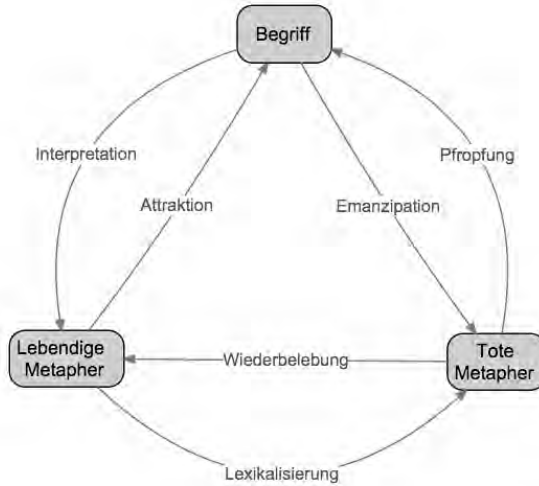 Begriff
Interpretation
Pfropfung
Attraktion
Emanzipation
Lebendige
Metapher
Wiederbelebung
Tote
Metapher
Lexikalisierung